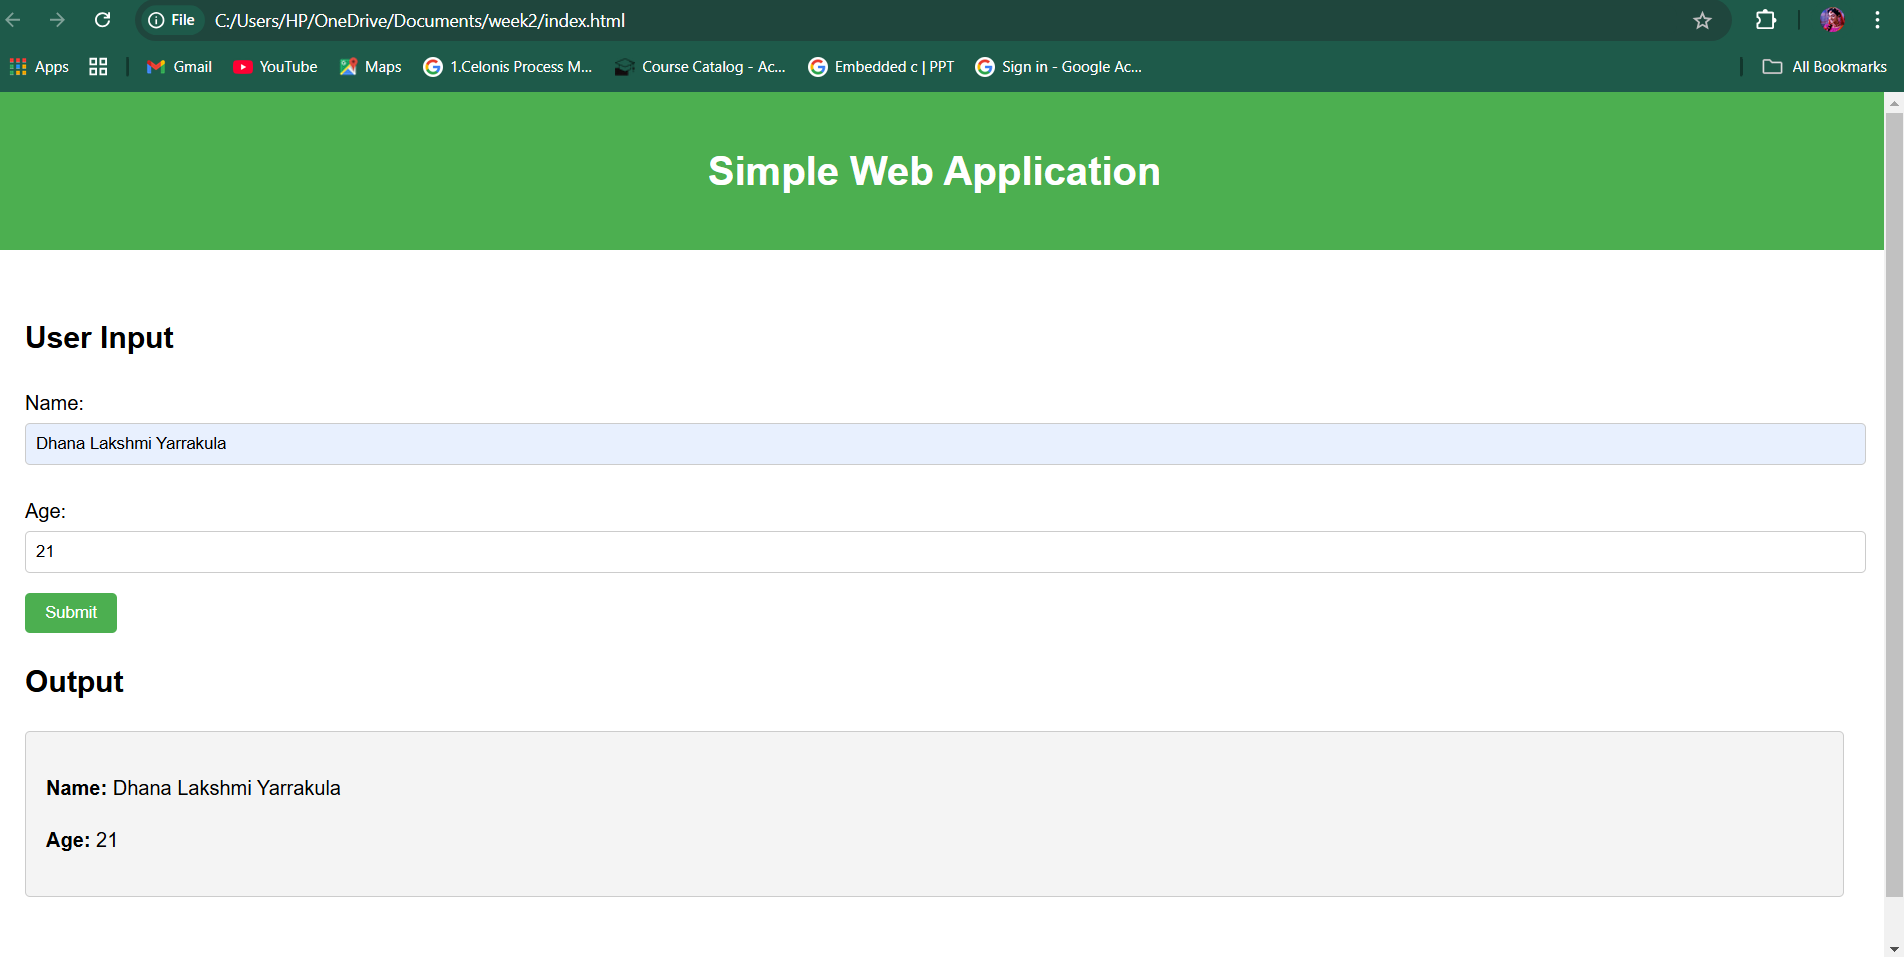 File C:/Users/HP/OneDrive/Documents/week2/index.html
Apps Gmail YouTube Maps 1.Celonis Process M... Course Catalog - Ac... Embedded c | PPT Sign in - Google Ac... All Bookmarks
Simple Web Application
User Input
Name:
Dhana Lakshmi Yarrakula
Age:
21
Submit
Output
Name: Dhana Lakshmi Yarrakula
Age: 21